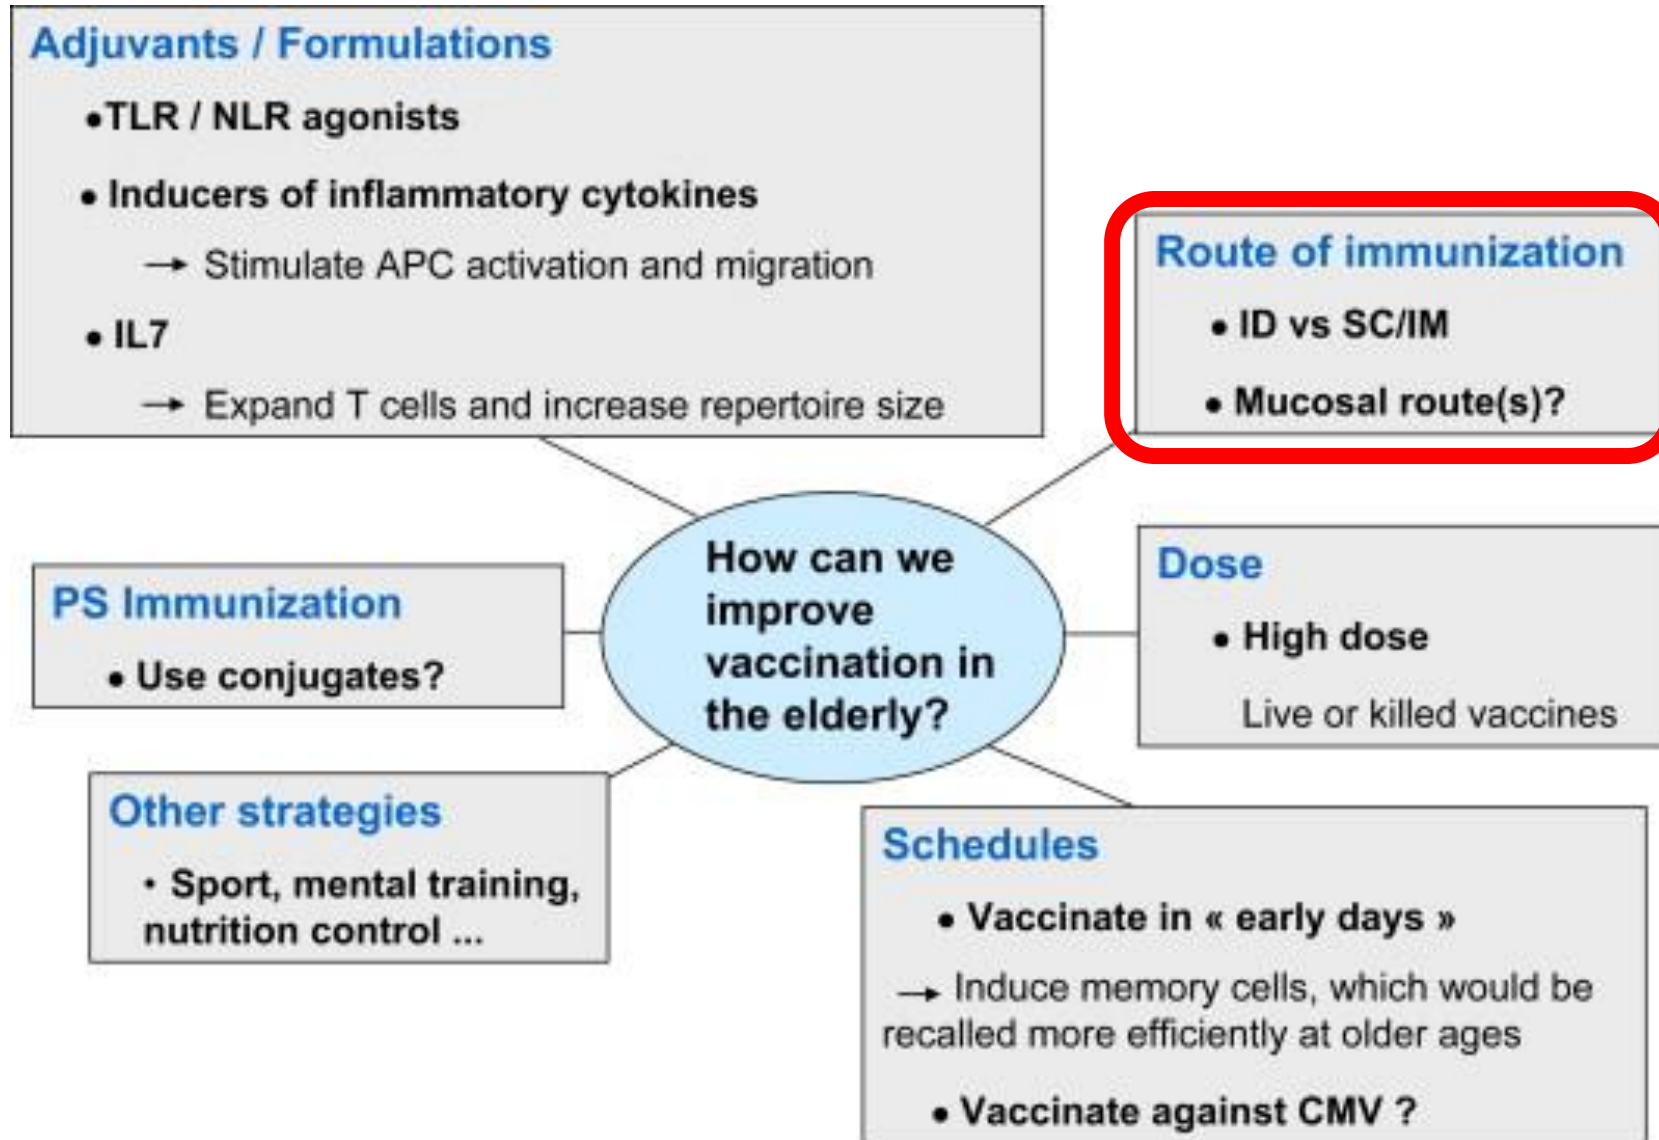 Adjuvants / Formulations
•TLR / NLR agonists
• Inducers of inflammatory cytokines
→ Stimulate APC activation and migration
• IL7
→ Expand T cells and increase repertoire size
Route of immunization
• ID vs SC/IM
• Mucosal route(s)?
How can we
improve
vaccination in
the elderly?
PS Immunization
• Use conjugates?
Dose
• High dose
Live or killed vaccines
Other strategies
• Sport, mental training,
nutrition control ...
Schedules
• Vaccinate in « early days »
→ Induce memory cells, which would be
recalled more efficiently at older ages
• Vaccinate against CMV ?